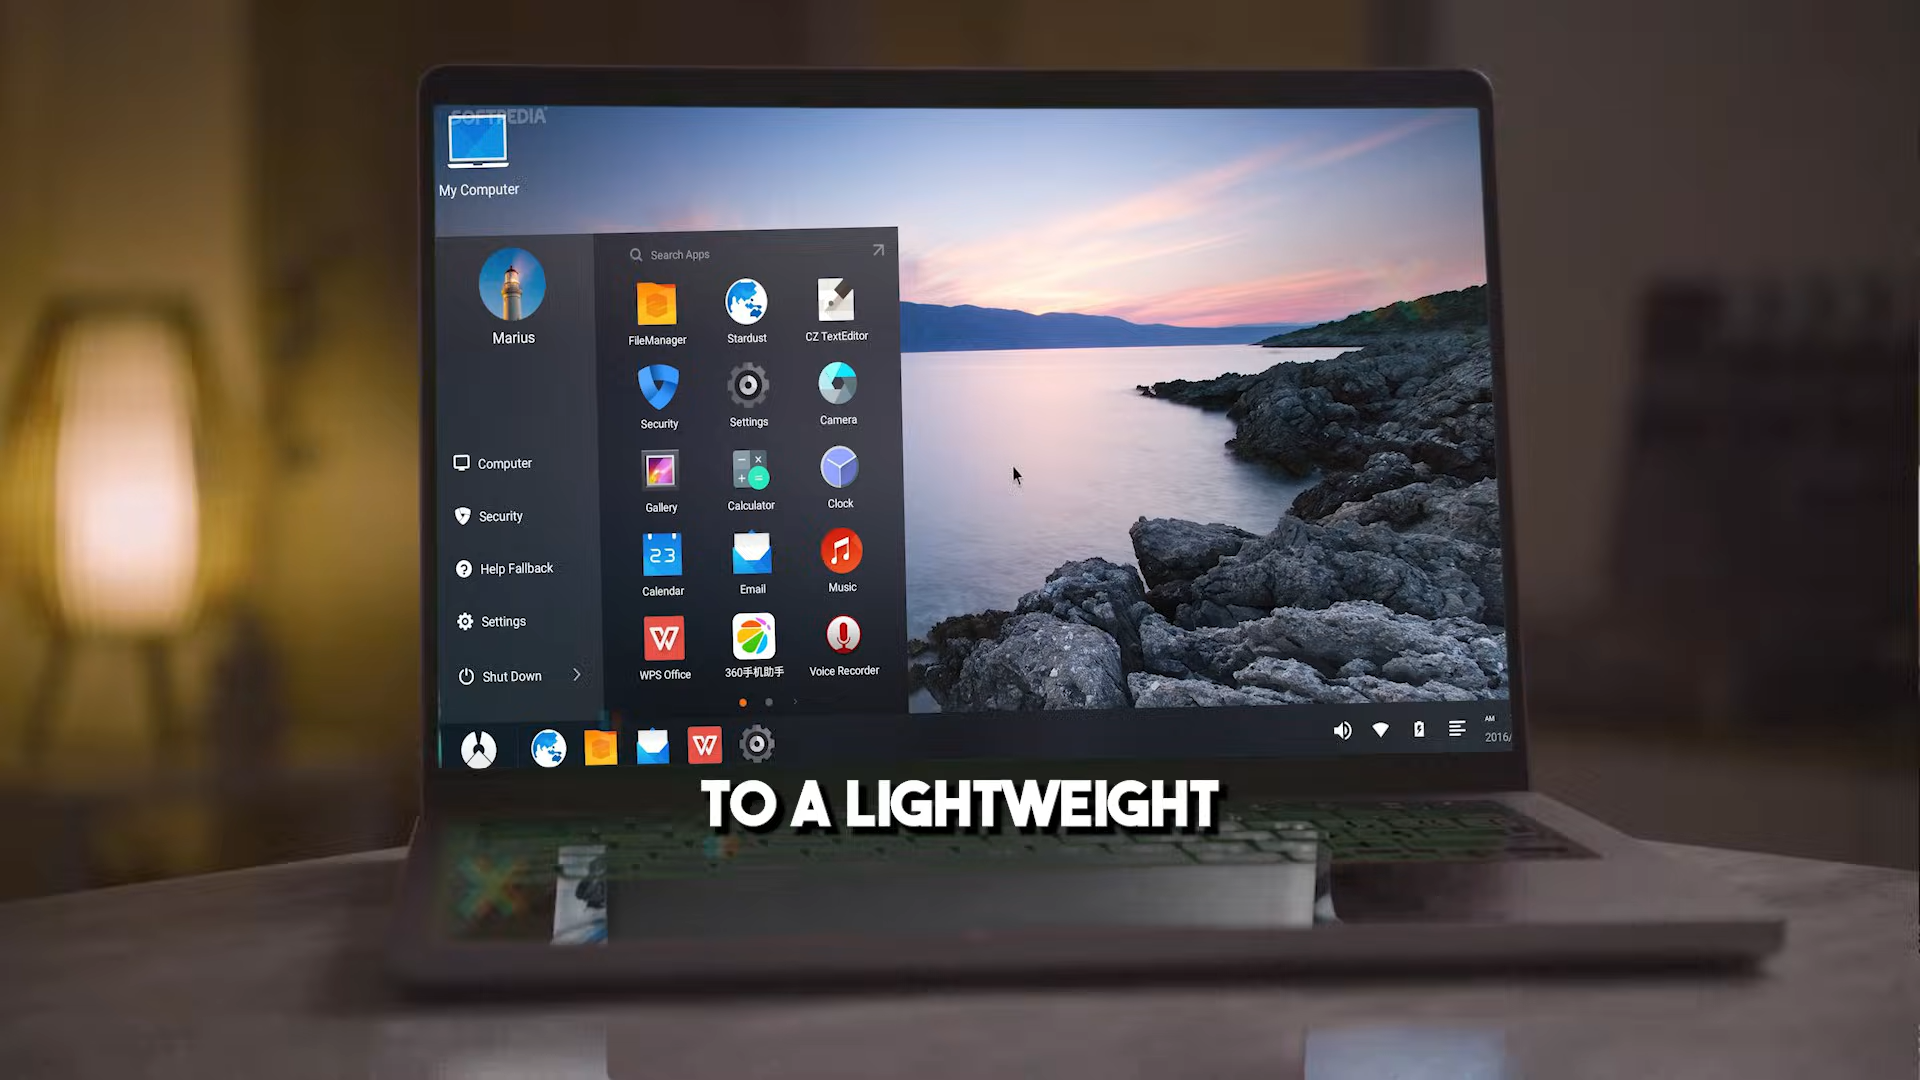 SOFTPEDIA
My Computer
Marius
Search Apps
FileManager
Stardust
CZ TextEditor
Security
Settings
Camera
Gallery
Calculator
Clock
23
Calendar
Email
Music
WPS Office
360手机助手
Voice Recorder
Computer
Security
Help Fallback
Settings
Shut Down
AM
2016/
TO A LIGHTWEIGHT